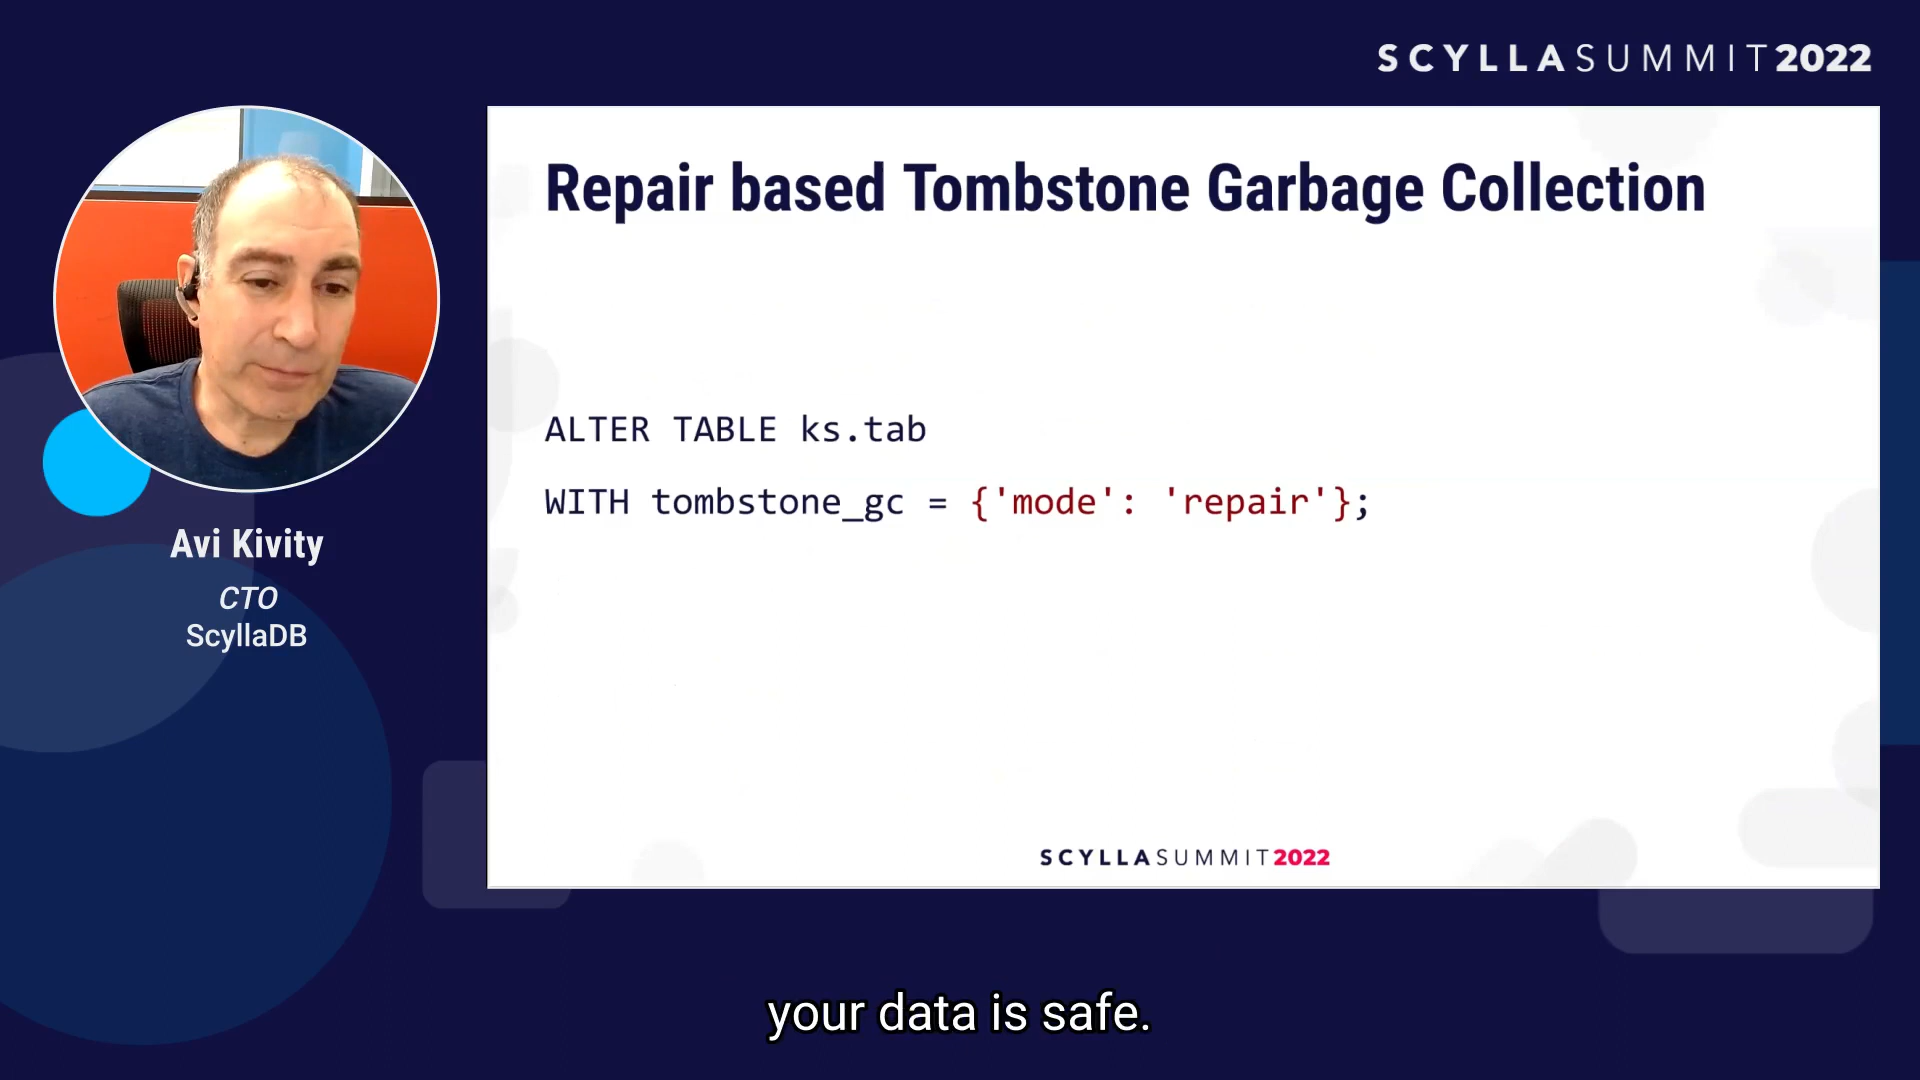 SCYLLASUMMIT2022
Repair based Tombstone Garbage Collection
ALTER TABLE ks.tab
WITH tombstone_gc = {'mode': 'repair'};
Avi Kivity
CTO
ScyllaDB
SCYLLASUMMIT2022
your data is safe.